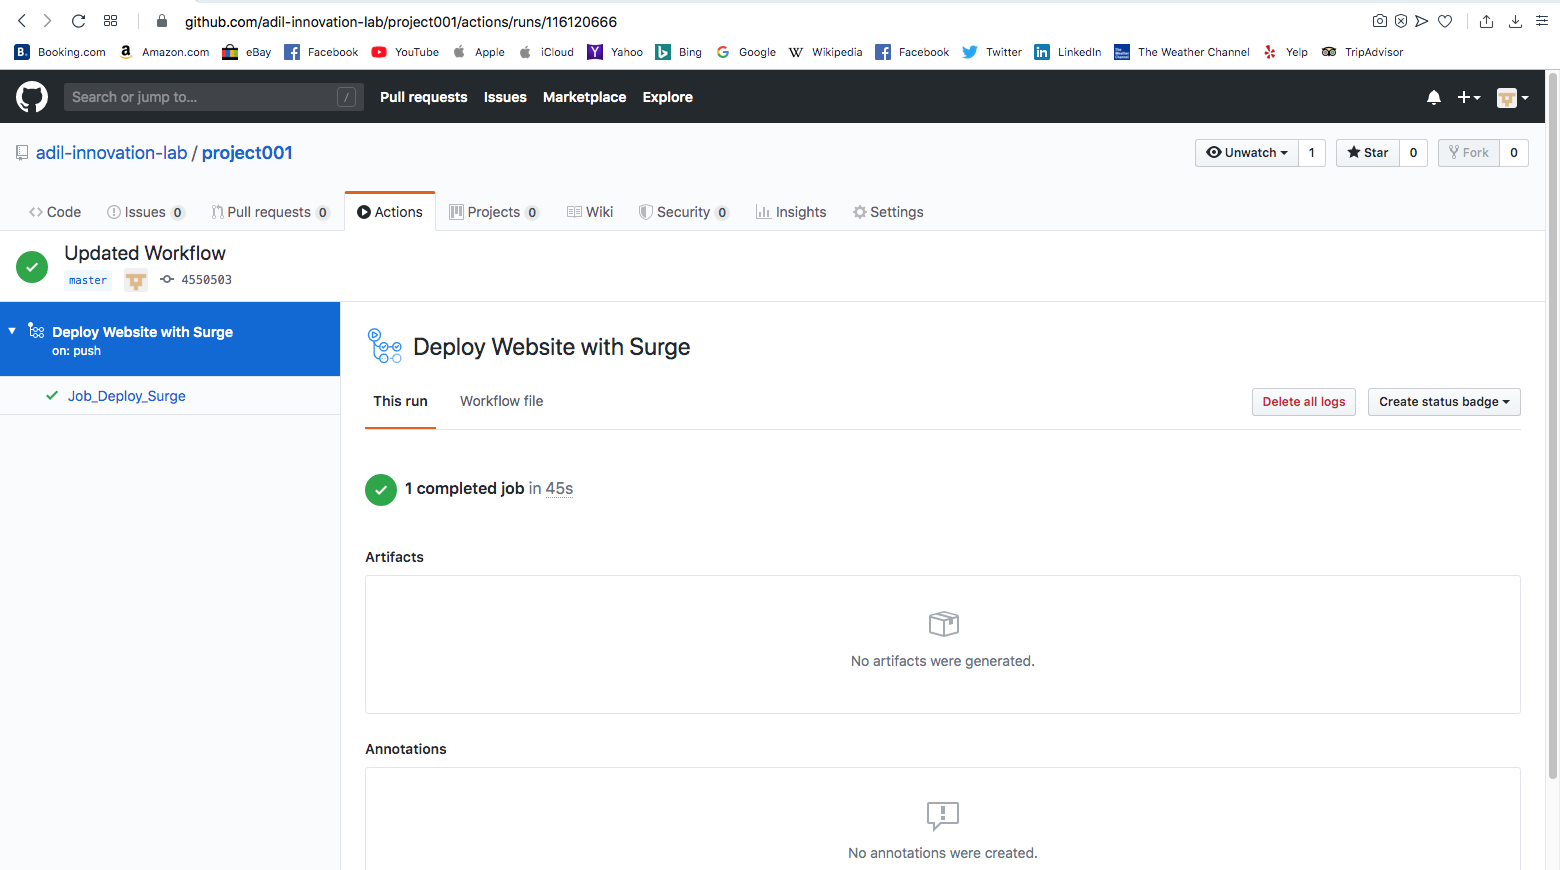 github.com/adil-innovation-lab/project001/actions/runs/116120666
B. Booking.com a Amazon.com eBay Facebook YouTube Apple iCloud Y Yahoo Bing G Google W Wikipedia Facebook Twitter in LinkedIn The Weather Channel Yelp TripAdvisor
Search or jump to... / Pull requests Issues Marketplace Explore
adil-innovation-lab / project001 Unwatch 1 Star 0 Fork 0
Code Issues 0 Pull requests 0 Actions Projects 0 Wiki Security 0 Insights Settings
Updated Workflow
master 4550503
Deploy Website with Surge
on: push
Job_Deploy_Surge
Deploy Website with Surge
This run Workflow file Delete all logs Create status badge
1 completed job in 45s
Artifacts
No artifacts were generated.
Annotations
No annotations were created.